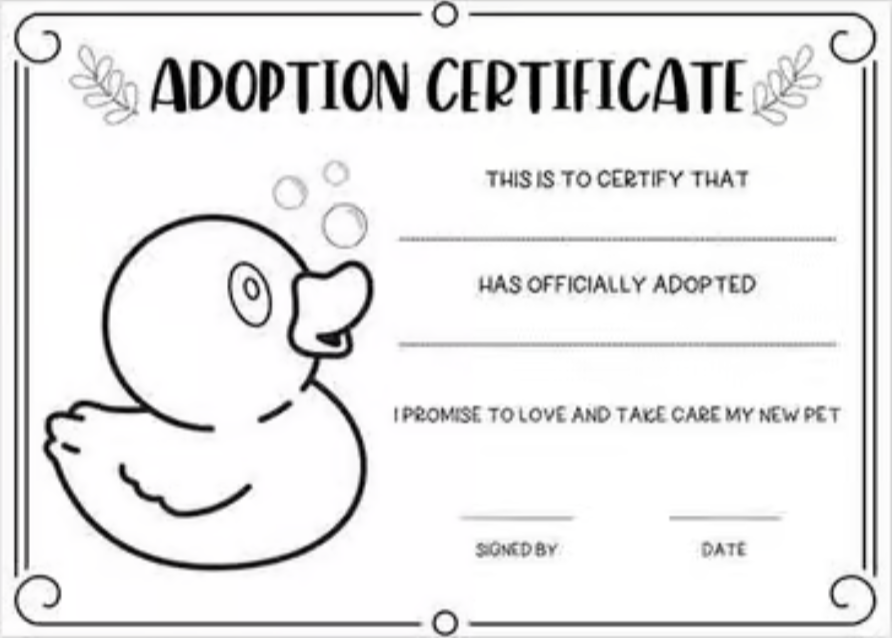 ADOPTION CERTIFICATE
THIS IS TO CERTIFY THAT
HAS OFFICIALLY ADOPTED
I PROMISE TO LOVE AND TAKE CARE MY NEW PET
SIGNED BY
DATE